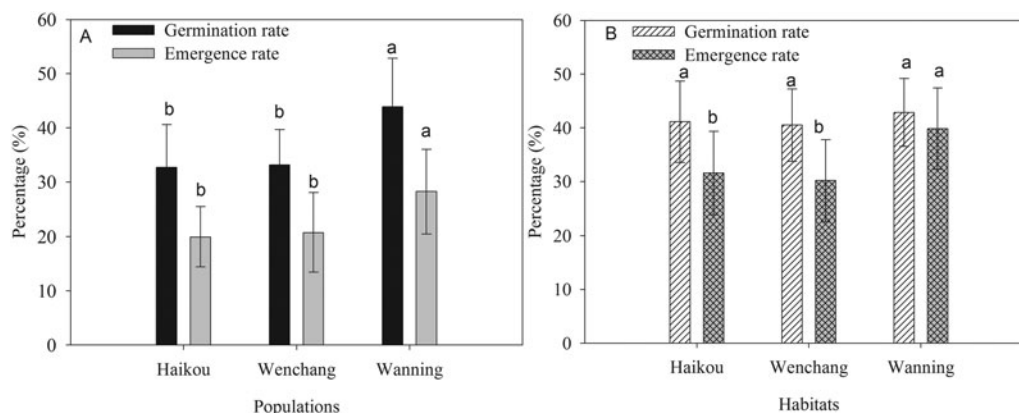 A
Germination rate
Emergence rate
Percentage (%)
60
50
40
30
20
10
0
b
b
b
b
a
a
Haikou
Wenchang
Wanning
Populations
B
Germination rate
Emergence rate
Percentage (%)
60
50
40
30
20
10
0
a
b
a
b
a
a
Haikou
Wenchang
Wanning
Habitats